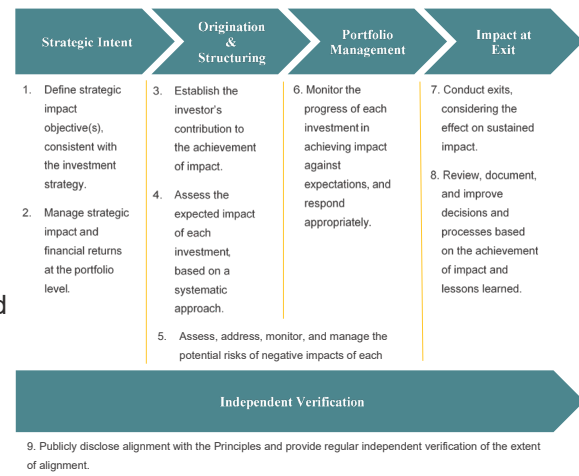 Strategic Intent
Origination
&
Structuring
Portfolio
Management
Impact at
Exit
1. Define strategic
impact
objective(s),
consistent with
the investment
strategy.
2. Manage strategic
impact and
financial returns
at the portfolio
level.
3. Establish the
investor's
contribution to
the achievement
of impact.
4. Assess the
expected impact
of each
investment,
based on a
systematic
approach.
6. Monitor the
progress of each
investment in
achieving impact
against
expectations, and
respond
appropriately.
7. Conduct exits,
considering the
effect on sustained
impact.
8. Review, document,
and improve
decisions and
processes based
on the achievement
of impact and
lessons learned.
d
5. Assess, address, monitor, and manage the
potential risks of negative impacts of each
Independent Verification
9. Publicly disclose alignment with the Principles and provide regular independent verification of the extent
of alignment.